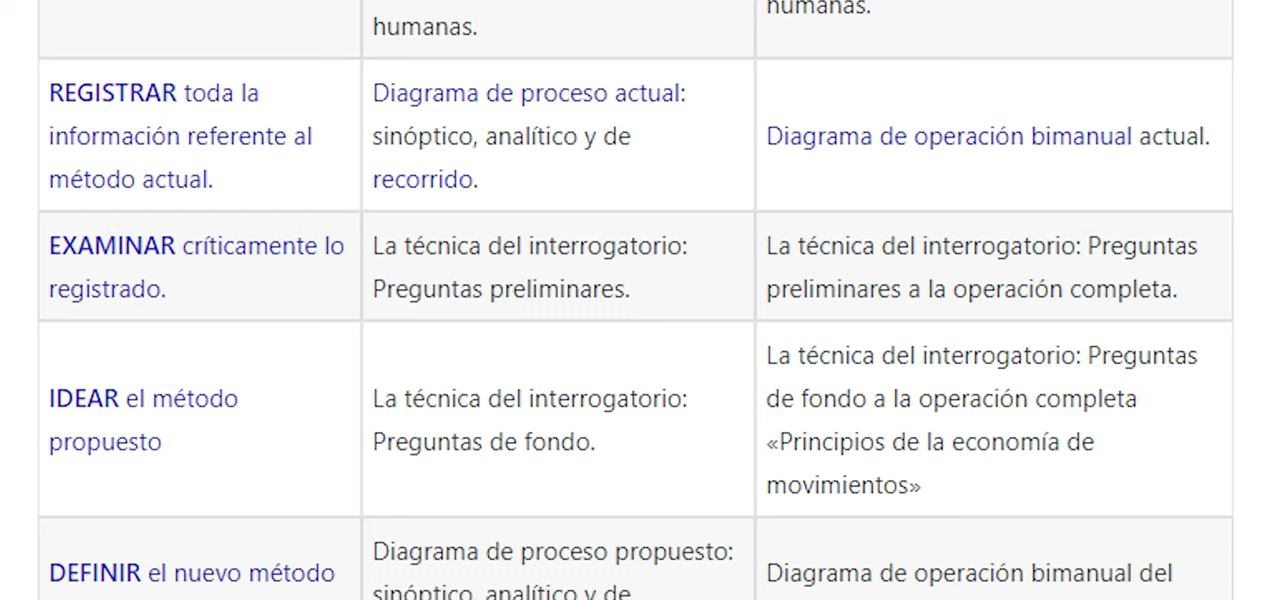 humanas.
humanas.
REGISTRAR toda la
información referente al
método actual.
Diagrama de proceso actual:
sinóptico, analítico y de
recorrido.
Diagrama de operación bimanual actual.
EXAMINAR críticamente lo
registrado.
La técnica del interrogatorio:
Preguntas preliminares.
La técnica del interrogatorio: Preguntas
preliminares a la operación completa.
IDEAR el método
propuesto
La técnica del interrogatorio:
Preguntas de fondo.
La técnica del interrogatorio: Preguntas
de fondo a la operación completa
«Principios de la economía de
movimientos»
DEFINIR el nuevo método
Diagrama de proceso propuesto:
sinóptico, analítico y de
Diagrama de operación bimanual del